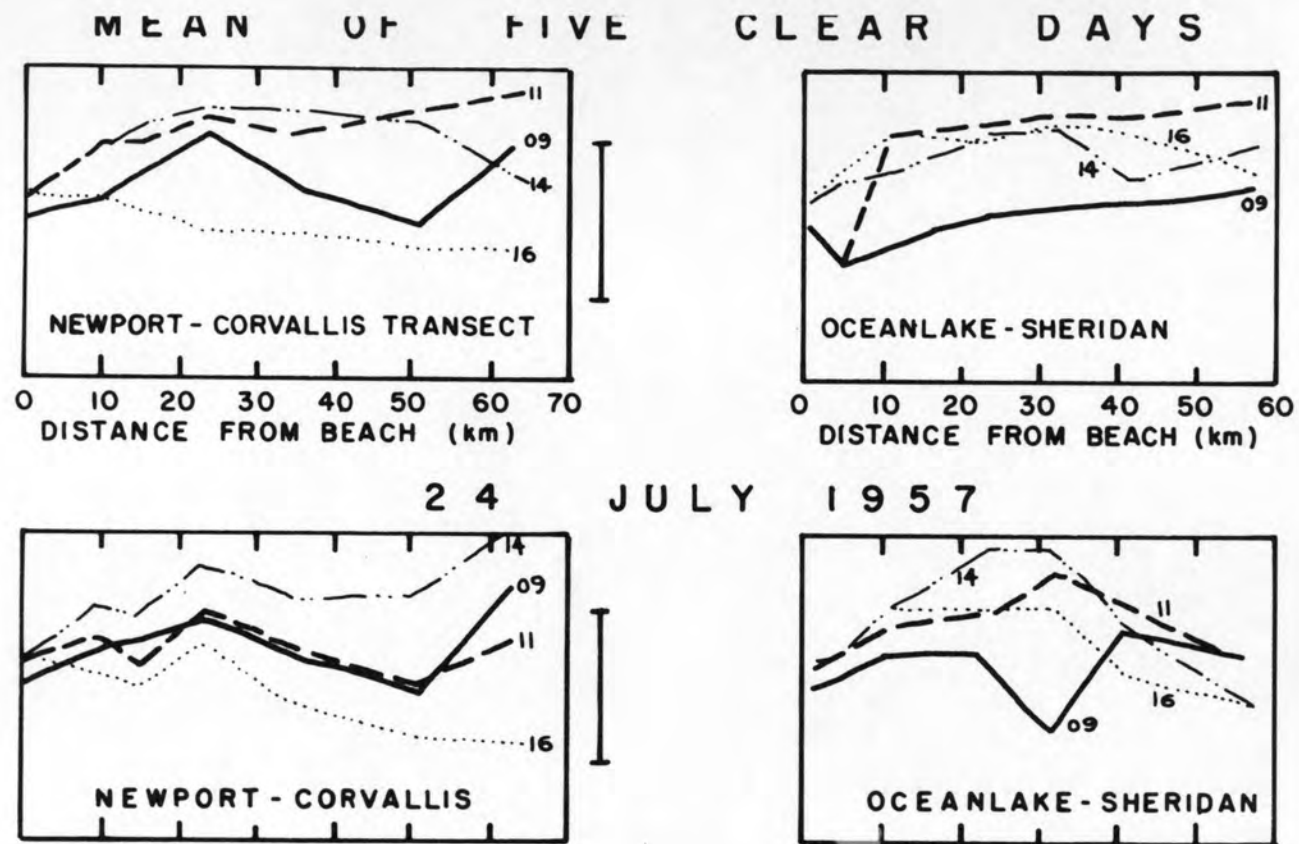 MEAN OF FIVE CLEAR DAYS
11
09
14
16
NEWPORT - CORVALLIS TRANSECT
0 10 20 30 40 50 60 70
DISTANCE FROM BEACH (km)
11
16
14
09
OCEANLAKE - SHERIDAN
0 10 20 30 40 50 60
DISTANCE FROM BEACH (km)
24 JULY 1957
14
09
11
16
NEWPORT - CORVALLIS
14
11
16
09
OCEANLAKE - SHERIDAN